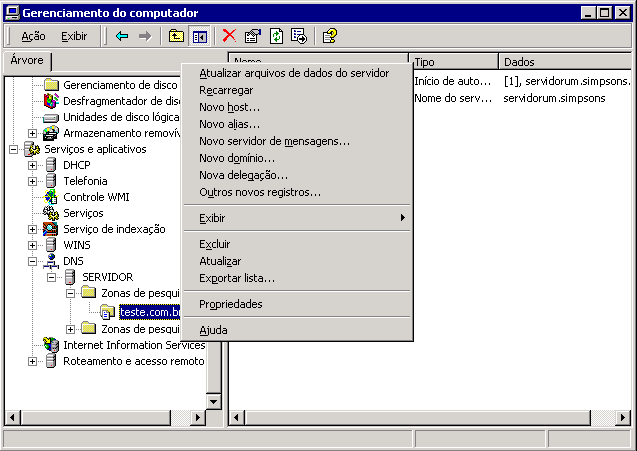 Gerenciamento do computador
Ação Exibir
Árvore
Nome Tipo Dados
Gerenciamento de disco
Desfragmentador de disc
Unidades de disco lógica
Armazenamento removív
Serviços e aplicativos
DHCP
Telefonia
Controle WMI
Serviços
Serviço de indexação
WINS
DNS
SERVIDOR
Zonas de pesqui
teste.com.br
Zonas de pesqui
Internet Information Services
Roteamento e acesso remoto
Atualizar arquivos de dados do servidor
Recarregar
Novo host...
Novo alias...
Novo servidor de mensagens...
Novo domínio...
Nova delegação...
Outros novos registros...
Exibir
Excluir
Atualizar
Exportar lista...
Propriedades
Ajuda
Início de auto... [1], servidorum.simpsons.
Nome do serv... servidorum.simpsons